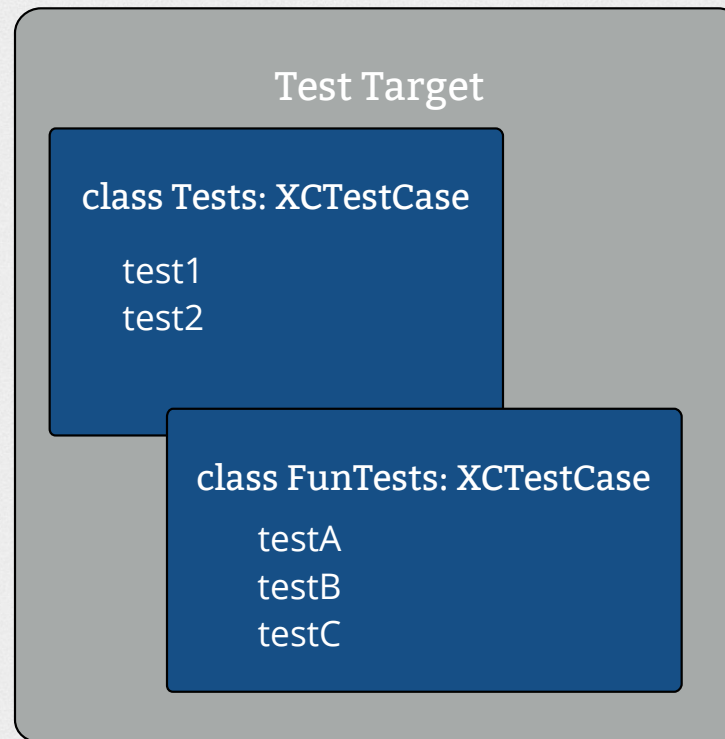 Test Target
class Tests: XCTestCase
test1
test2
class FunTests: XCTestCase
testA
testB
testC